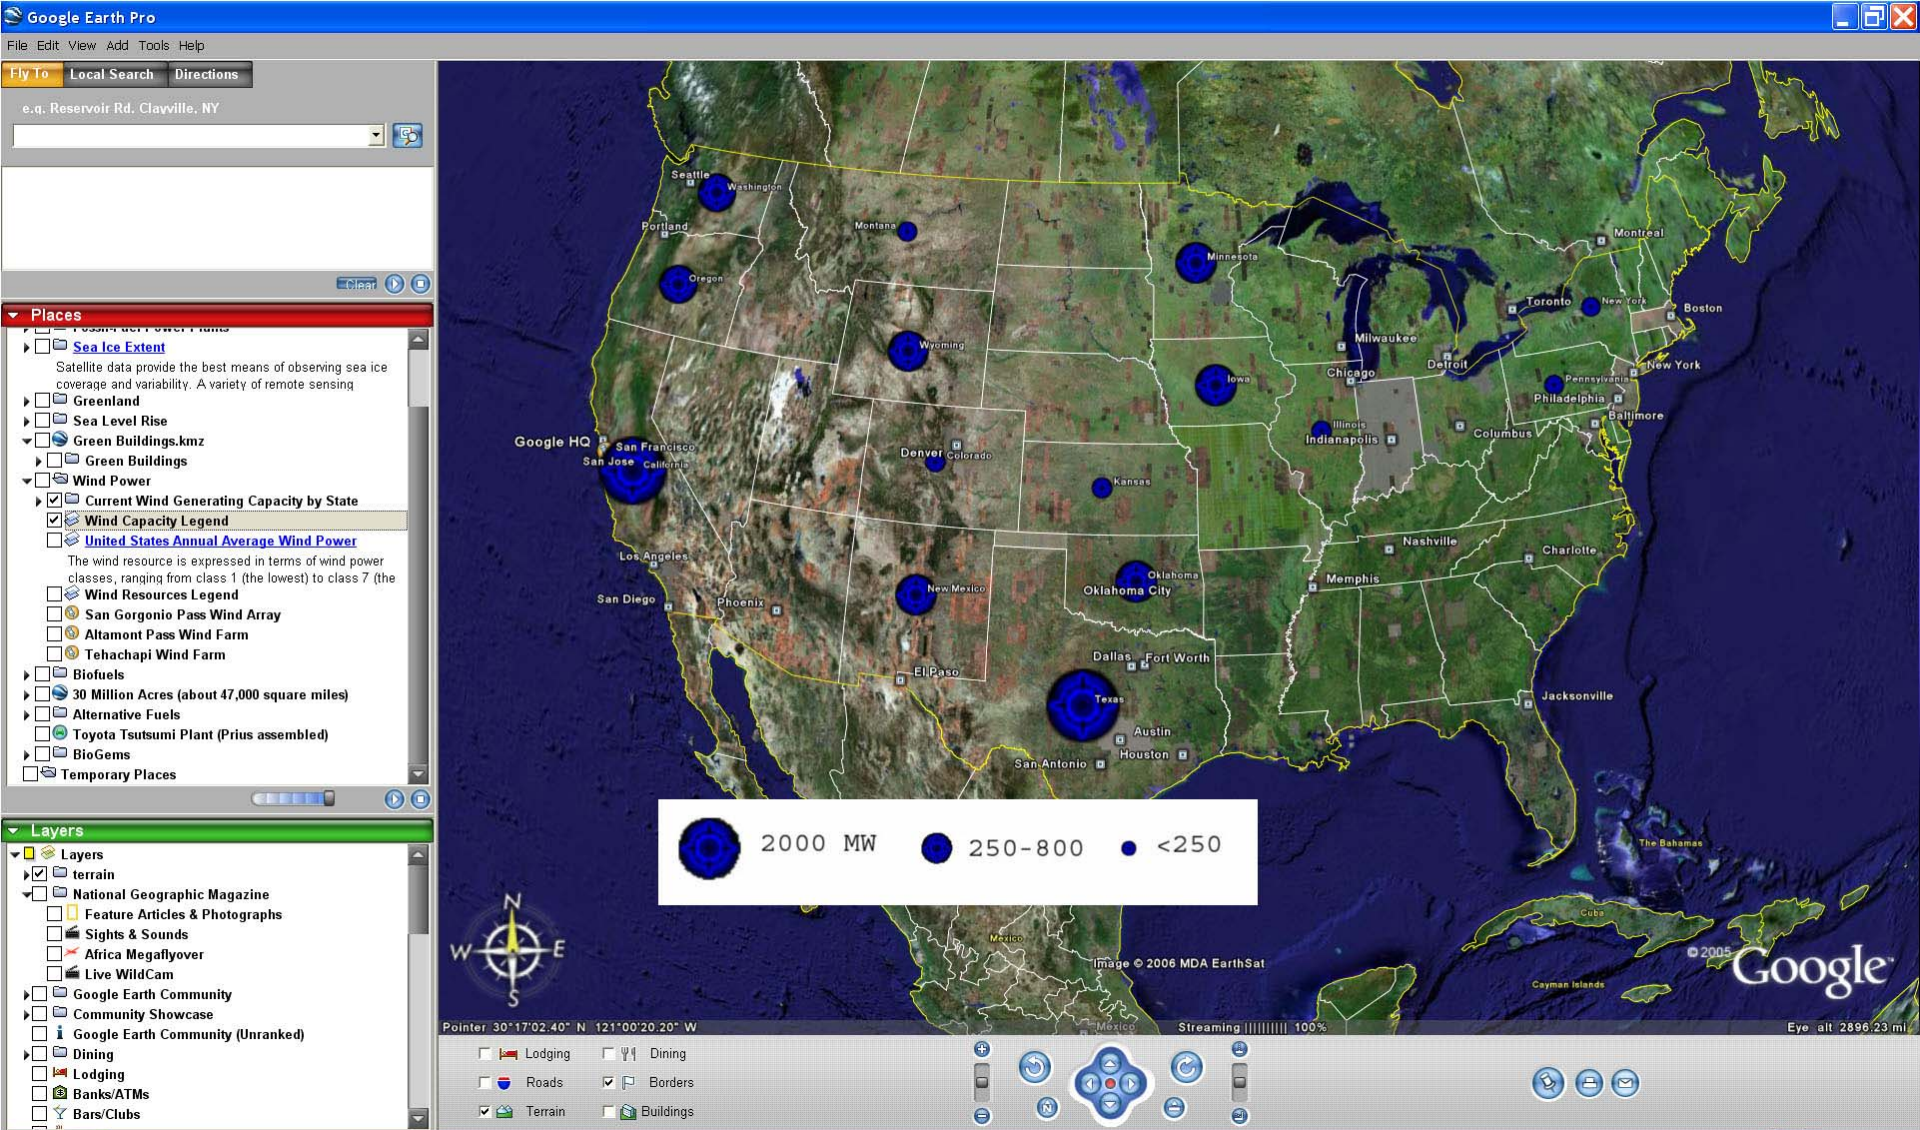 Google Earth Pro
File Edit View Add Tools Help
Fly To Local Search Directions
e.g. Reservoir Rd, Clayville, NY
Clear
Places
Fossil-Fuel Power Plants
Sea Ice Extent
Satellite data provide the best means of observing sea ice
coverage and variability. A variety of remote sensing
Greenland
Sea Level Rise
Green Buildings.kmz
Green Buildings
Wind Power
Current Wind Generating Capacity by State
Wind Capacity Legend
United States Annual Average Wind Power
The wind resource is expressed in terms of wind power
classes, ranging from class 1 (the lowest) to class 7 (the
Wind Resources Legend
San Gorgonio Pass Wind Array
Altamont Pass Wind Farm
Tehachapi Wind Farm
Biofuels
30 Million Acres (about 47,000 square miles)
Alternative Fuels
Toyota Tsutsumi Plant (Prius assembled)
BioGems
Temporary Places
Layers
Layers
terrain
National Geographic Magazine
Feature Articles & Photographs
Sights & Sounds
Africa Megaflyover
Live WildCam
Google Earth Community
Community Showcase
Google Earth Community (Unranked)
Dining
Lodging
Banks/ATMs
Bars/Clubs
Seattle
Washington
Portland
Montana
Oregon
Minnesota
Montreal
Toronto
New York
Boston
Wyoming
Milwaukee
Detroit
Chicago
New York
Iowa
Pennsylvania
Philadelphia
Baltimore
Google HQ
San Francisco
San Jose California
Denver Colorado
Illinois
Indianapolis
Columbus
Kansas
Los Angeles
Nashville
Charlotte
San Diego
Phoenix
New Mexico
Oklahoma
Oklahoma City
Memphis
El Paso
Dallas Fort Worth
Texas
Jacksonville
Austin
Houston
San Antonio
2000 MW 250-800 <250
The Bahamas
Cuba
N
W E
S
Mexico
Image © 2006 MDA EarthSat
© 2005 Google™
Cayman Islands
Mexico
Pointer 30°17'02.40" N 121°00'20.20" W Streaming |||||||||| 100% Eye alt 2896.23 mi
Lodging Dining
Roads Borders
Terrain Buildings
N